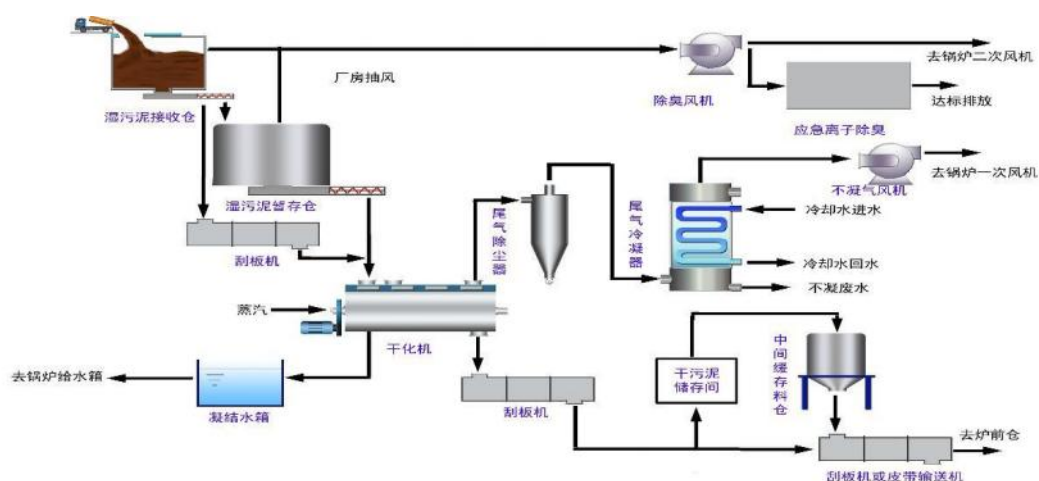 去锅炉二次风机
厂房抽风
除臭风机
达标排放
湿污泥接收仓
应急离子除臭
不凝气风机
去锅炉一次风机
湿污泥暂存仓
尾气除尘器
尾气冷凝器
冷却水进水
刮板机
冷却水回水
不凝废水
蒸汽
干化机
中间缓存料仓
干污泥
储存间
去锅炉给水箱
凝结水箱
刮板机
去炉前仓
刮板机或皮带输送机